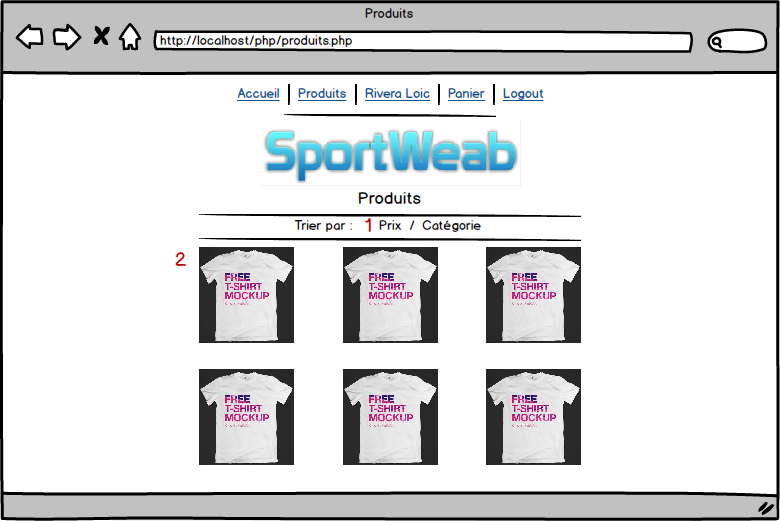 Produits
http://localhost/php/produits.php
Accueil | Produits | Rivera Loic | Panier | Logout
SportWeab
Produits
Trier par : 1 Prix / Catégorie
2
FREE
T-SHIRT
MOCKUP
FREE
T-SHIRT
MOCKUP
FREE
T-SHIRT
MOCKUP
FREE
T-SHIRT
MOCKUP
FREE
T-SHIRT
MOCKUP
FREE
T-SHIRT
MOCKUP